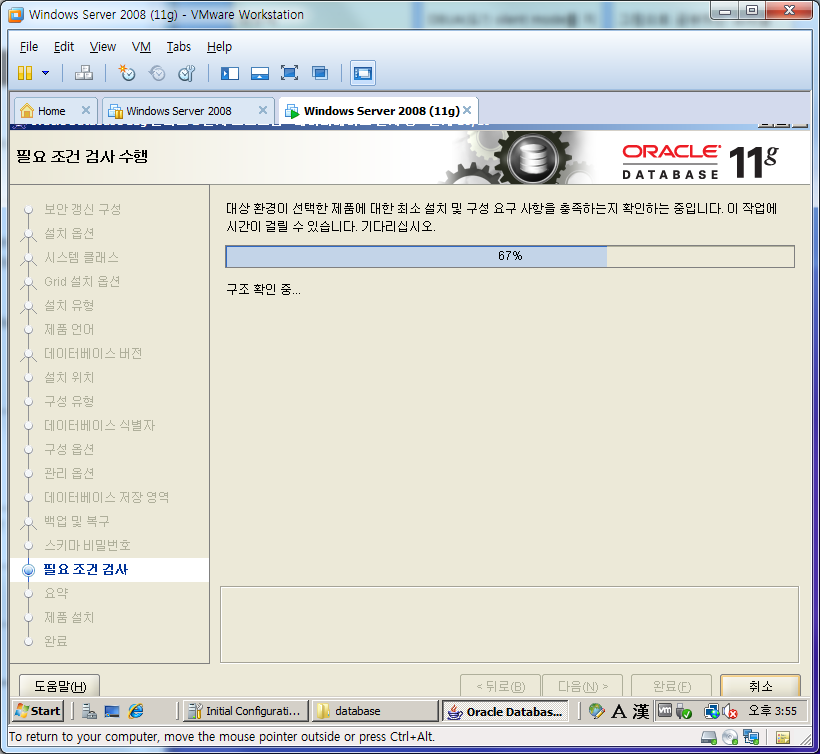 Windows Server 2008 (11g) - VMware Workstation
File Edit View VM Tabs Help
Home
Windows Server 2008
Windows Server 2008 (11g)
필요 조건 검사 수행
ORACLE
DATABASE
11g
보안 갱신 구성
설치 옵션
시스템 클래스
Grid 설치 옵션
설치 유형
제품 언어
데이터베이스 버전
설치 위치
구성 유형
데이터베이스 식별자
구성 옵션
관리 옵션
데이터베이스 저장 영역
백업 및 복구
스키마 비밀번호
필요 조건 검사
요약
제품 설치
완료
대상 환경이 선택한 제품에 대한 최소 설치 및 구성 요구 사항을 충족하는지 확인하는 중입니다. 이 작업에
시간이 걸릴 수 있습니다. 기다리십시오.
67%
구조 확인 중...
도움말(H)
< 뒤로(B)
다음(N) >
완료(F)
취소
Start
Initial Configurati...
database
Oracle Databas...
A 漢
vm
오후 3:55
To return to your computer, move the mouse pointer outside or press Ctrl+Alt.